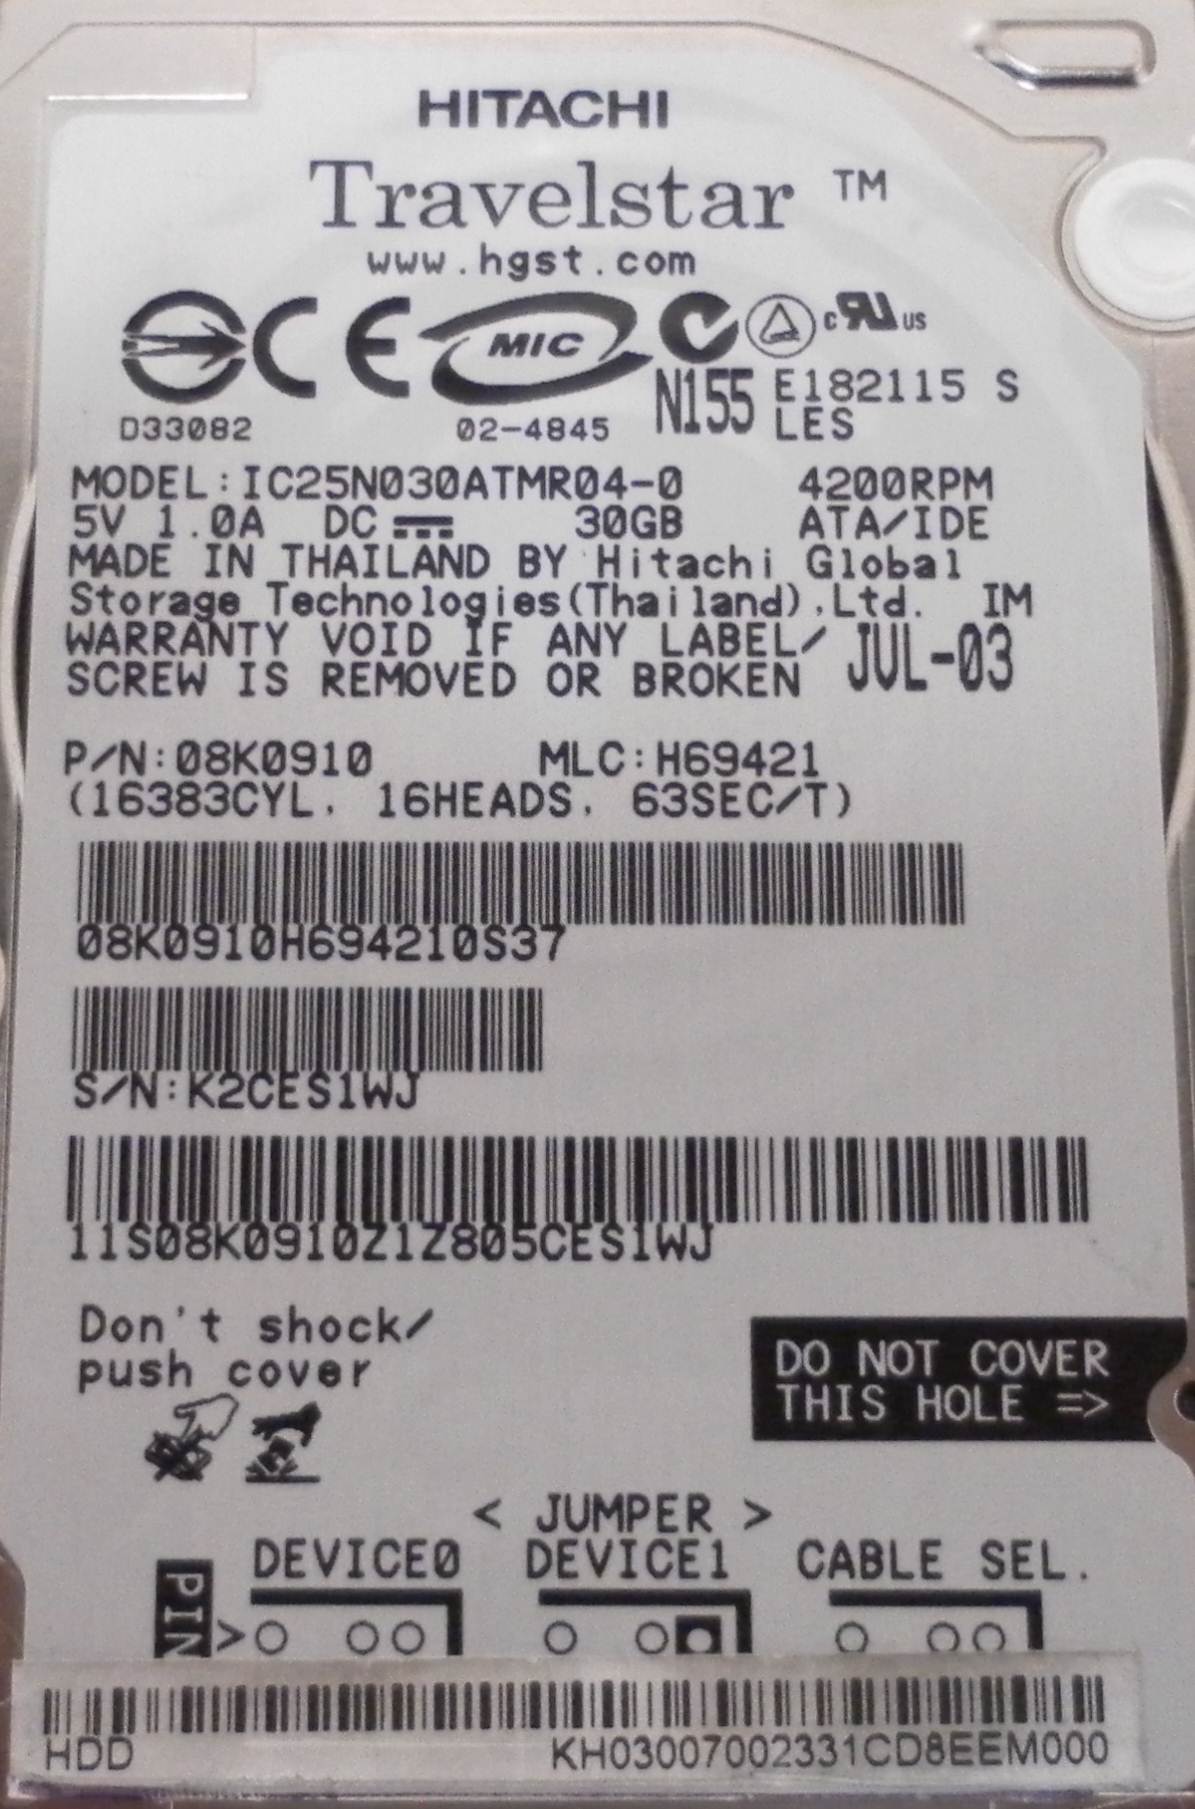 HITACHI
Travelstar ™
www.hgst.com
CE MIC c RU US
N155 E182115 S
D33082 02-4845 LES
MODEL:IC25N030ATMR04-0 4200RPM
5V 1.0A DC 30GB ATA/IDE
MADE IN THAILAND BY Hitachi Global
Storage Technologies(Thailand),Ltd. IM
WARRANTY VOID IF ANY LABEL/ JUL-03
SCREW IS REMOVED OR BROKEN
P/N:08K0910 MLC:H69421
(16383CYL, 16HEADS, 63SEC/T)
08K0910H694210S37
S/N:K2CES1WJ
11S08K0910Z1Z805CES1WJ
Don't shock/
push cover
DO NOT COVER
THIS HOLE =>
< JUMPER >
DEVICE0 DEVICE1 CABLE SEL.
PIN >
HDD KH03007002331CD8EEM000